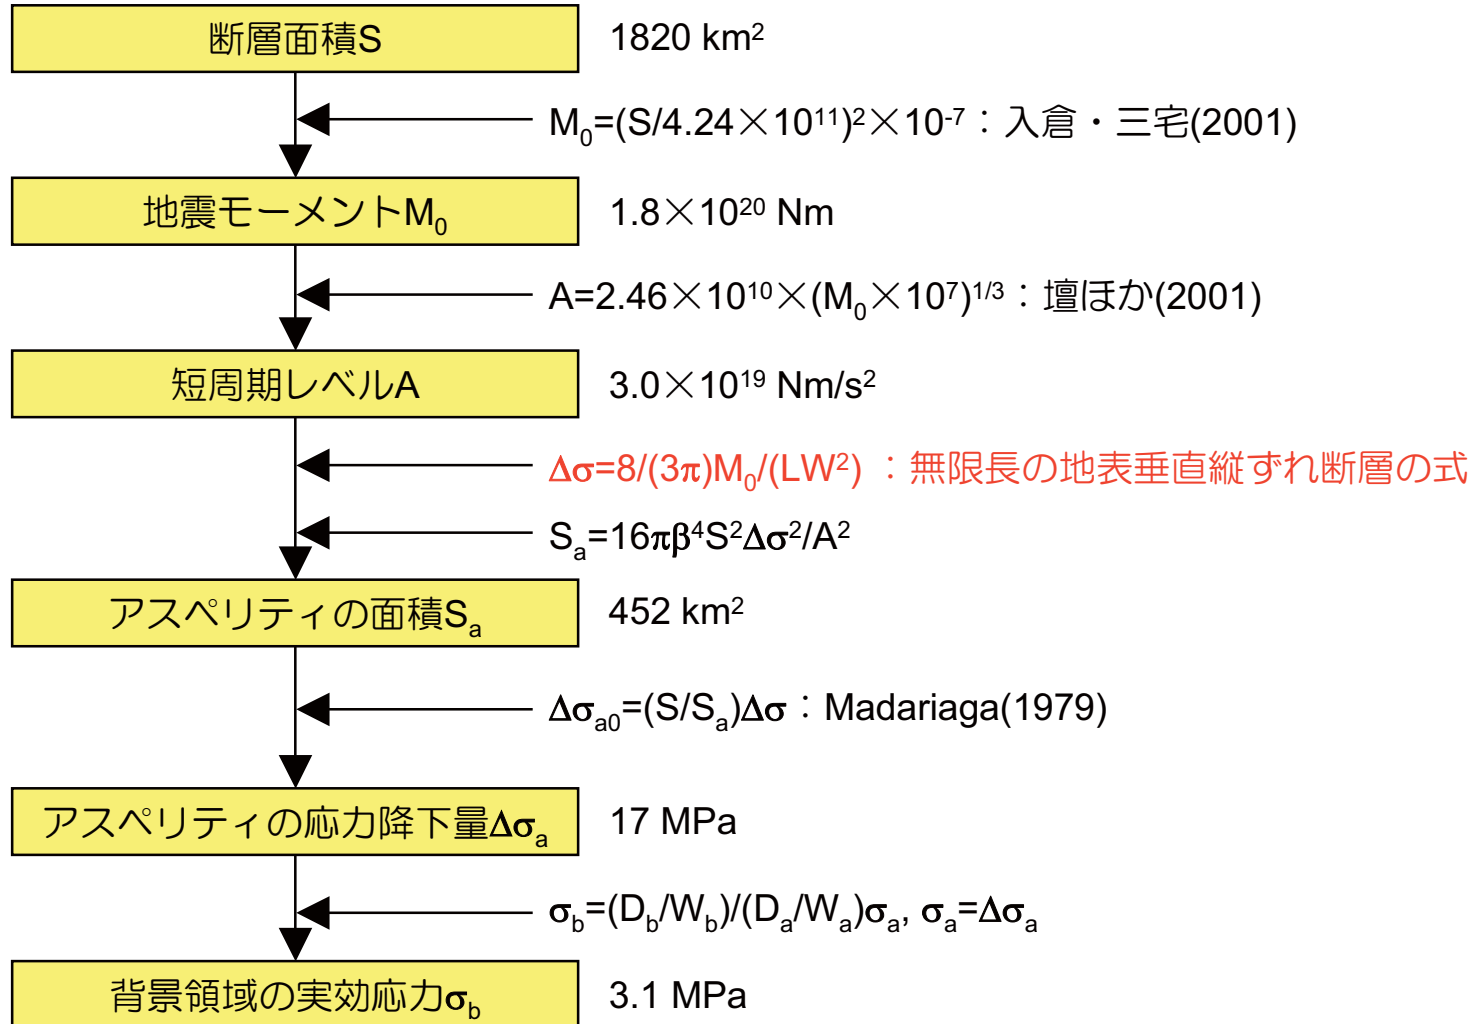 断層面積S 1820 km²
M₀=(S/4.24×10¹¹)²×10⁻⁷：入倉・三宅(2001)
地震モーメントM₀ 1.8×10²⁰ Nm
A=2.46×10¹⁰×(M₀×10⁷)¹/³：壇ほか(2001)
短周期レベルA 3.0×10¹⁹ Nm/s²
Δσ=8/(3π)M₀/(LW²) ：無限長の地表垂直縦ずれ断層の式
Sₐ=16πβ⁴S²Δσ²/A²
アスペリティの面積Sₐ 452 km²
Δσₐ₀=(S/Sₐ)Δσ：Madariaga(1979)
アスペリティの応力降下量Δσₐ 17 MPa
σb=(Db/Wb)/(Dₐ/Wₐ)σₐ, σₐ=Δσₐ
背景領域の実効応力σb 3.1 MPa